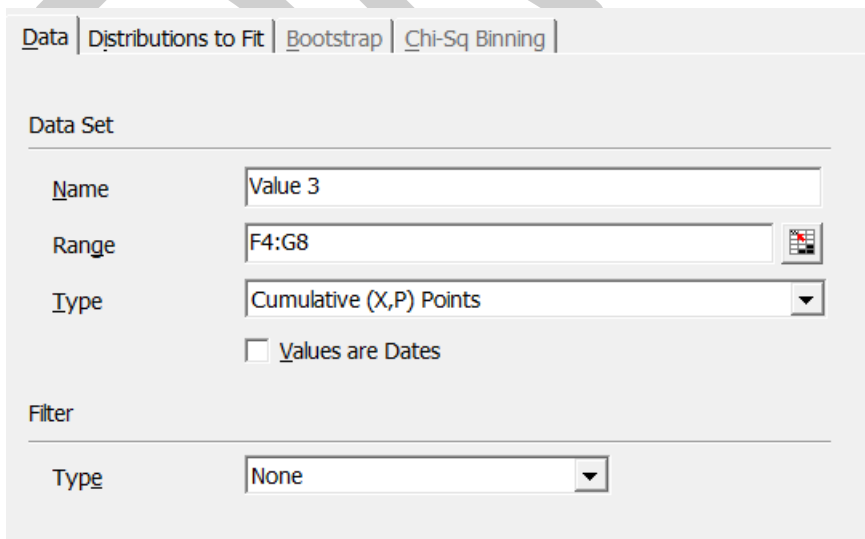 Data Distributions to Fit Bootstrap Chi-Sq Binning
Data Set
Name Value 3
Range F4:G8
Type Cumulative (X,P) Points
Values are Dates
Filter
Type None